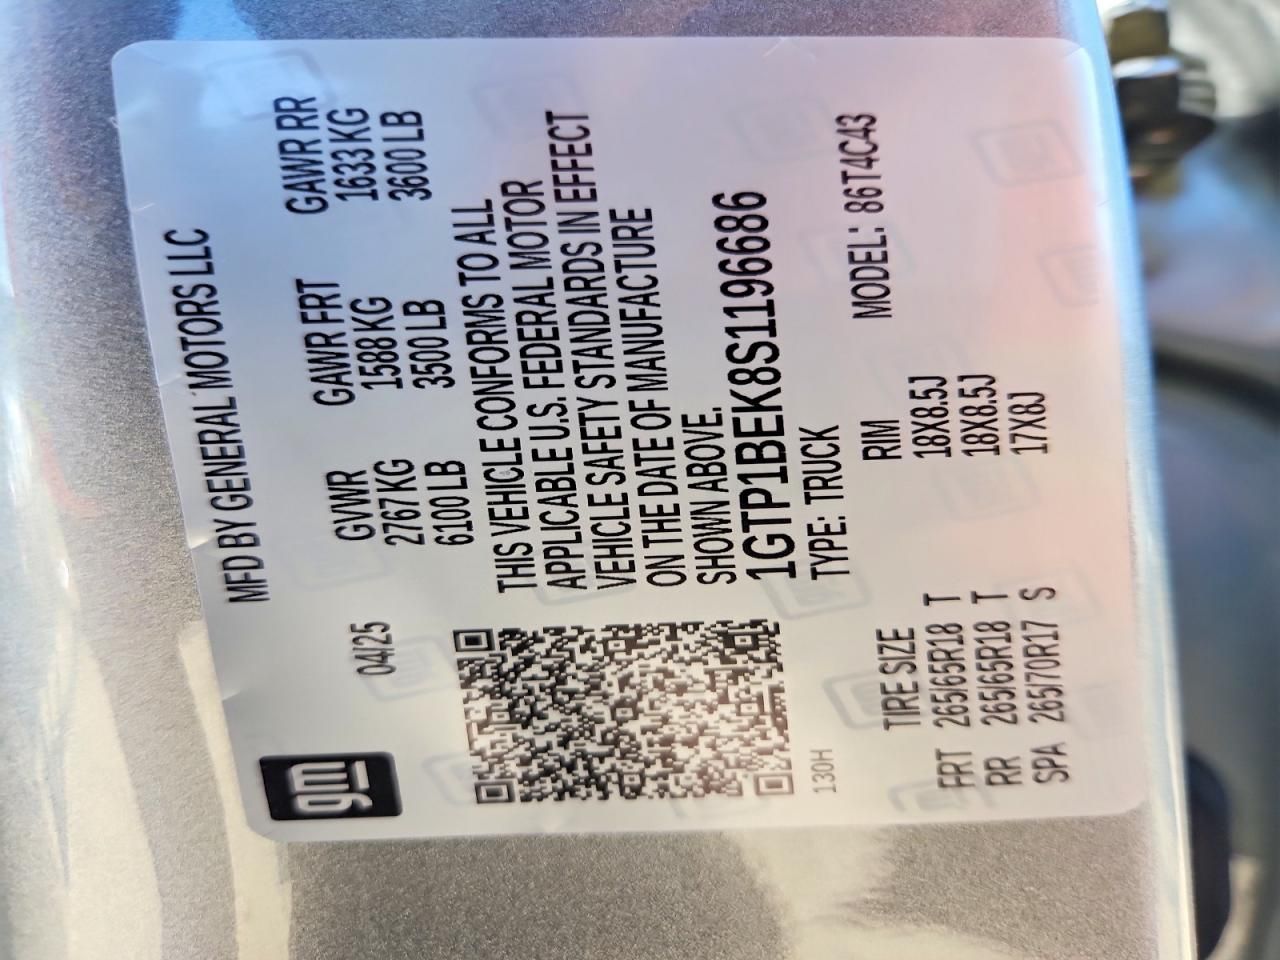 gm
MFD BY GENERAL MOTORS LLC
04/25
GVWR GAWR FRT GAWR RR
2767 KG 1588 KG 1633 KG
6100 LB 3500 LB 3600 LB
THIS VEHICLE CONFORMS TO ALL
APPLICABLE U.S. FEDERAL MOTOR
VEHICLE SAFETY STANDARDS IN EFFECT
ON THE DATE OF MANUFACTURE
SHOWN ABOVE.
1GTP1BEK8S1196686
TYPE: TRUCK MODEL: 86T4C43
130H
TIRE SIZE RIM
FRT 265/65R18 T 18X8.5J
RR 265/65R18 T 18X8.5J
SPA 265/70R17 S 17X8J